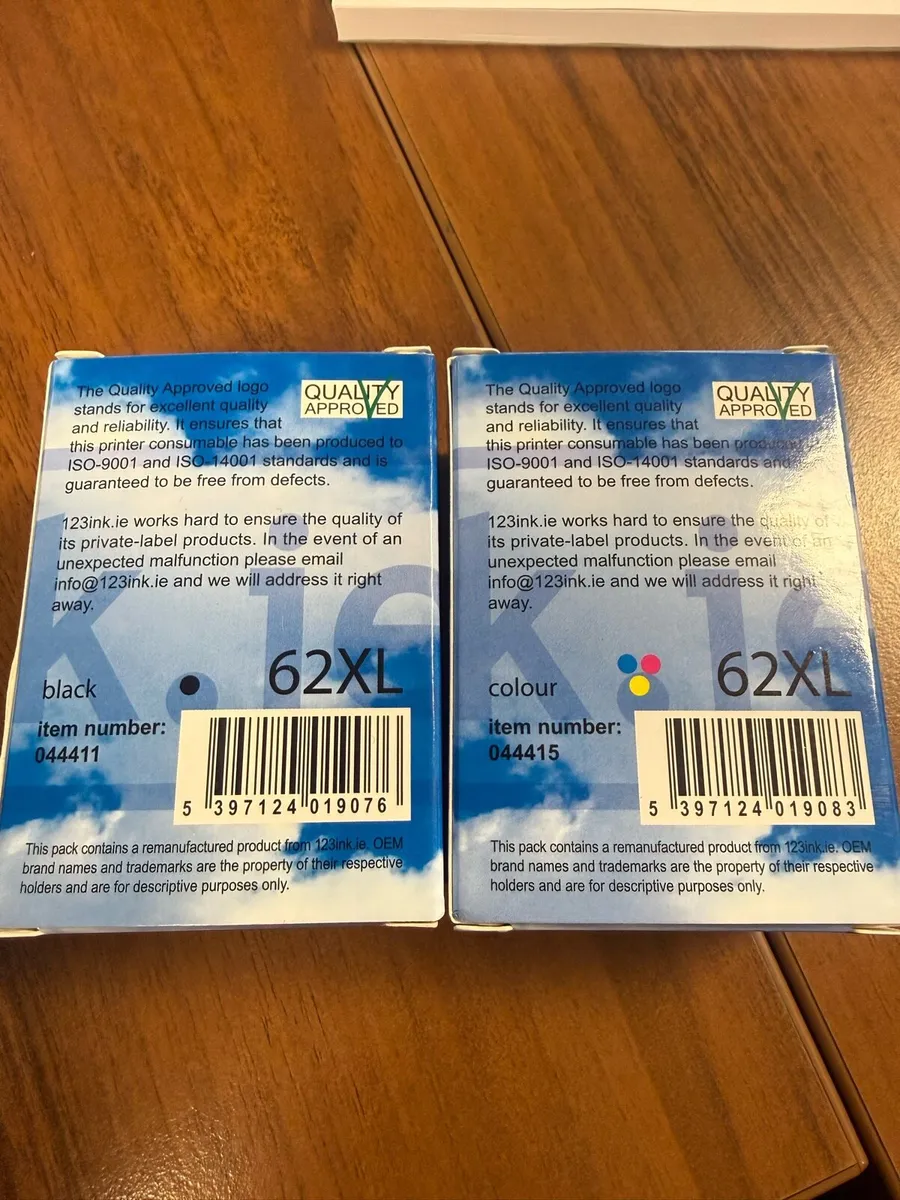 The Quality Approved logo
stands for excellent quality
and reliability. It ensures that
this printer consumable has been produced to
ISO-9001 and ISO-14001 standards and is
guaranteed to be free from defects.
QUALITY
APPROVED
123ink.ie works hard to ensure the quality of
its private-label products. In the event of an
unexpected malfunction please email
info@123ink.ie and we will address it right
away.
k.ie
black
62XL
item number:
044411
5 397124 019076
This pack contains a remanufactured product from 123ink.ie. OEM
brand names and trademarks are the property of their respective
holders and are for descriptive purposes only.
The Quality Approved logo
stands for excellent quality
and reliability. It ensures that
this printer consumable has been produced to
ISO-9001 and ISO-14001 standards and
guaranteed to be free from defects.
QUALITY
APPROVED
123ink.ie works hard to ensure the quality of
its private-label products. In the event of an
unexpected malfunction please email
info@123ink.ie and we will address it right
away.
k.ie
colour
62XL
item number:
044415
5 397124 019083
This pack contains a remanufactured product from 123ink.ie. OEM
brand names and trademarks are the property of their respective
holders and are for descriptive purposes only.